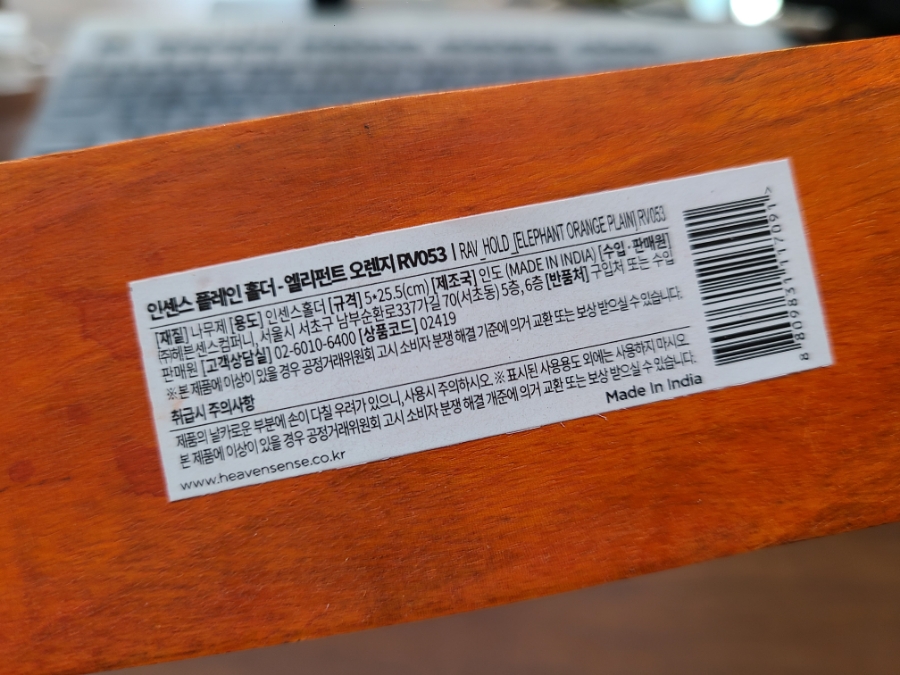 인센스 플레인 홀더 - 엘리펀트 오렌지 RV053 | RAV_HOLD_[ELEPHANT ORANGE PLAIN] RV053
[재질] 나무제 [용도] 인센스홀더 [규격] 5*25.5(cm) [제조국] 인도 (MADE IN INDIA) [수입·판매원]
㈜헤븐센스컴퍼니, 서울시 서초구 남부순환로337가길 70(서초동) 5층, 6층 [반품처] 구입처 또는 수입
판매원 [고객상담실] 02-6010-6400 [상품코드] 02419
※ 본 제품에 이상이 있을 경우 공정거래위원회 고시 소비자 분쟁 해결 기준에 의거 교환 또는 보상 받으실 수 있습니다.
취급시 주의사항
제품의 날카로운 부분에 손이 다칠 우려가 있으니, 사용시 주의하시오. ※ 표시된 사용용도 외에는 사용하지 마시오
본 제품에 이상이 있을 경우 공정거래위원회 고시 소비자 분쟁 해결 개준에 의거 교환 또는 보상 받으실 수 있습니다.
www.heavensense.co.kr
Made In India